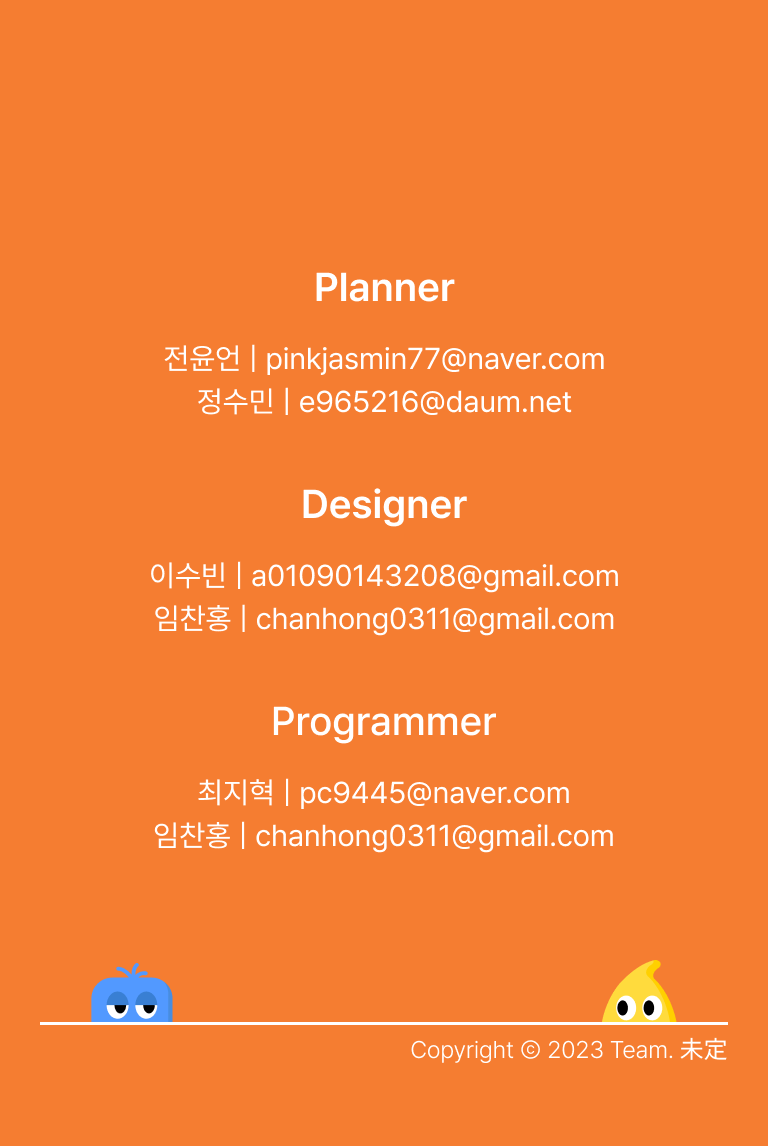 Planner
전윤언 | pinkjasmin77@naver.com
정수민 | e965216@daum.net
Designer
이수빈 | a01090143208@gmail.com
임찬홍 | chanhong0311@gmail.com
Programmer
최지혁 | pc9445@naver.com
임찬홍 | chanhong0311@gmail.com
Copyright © 2023 Team. 未定